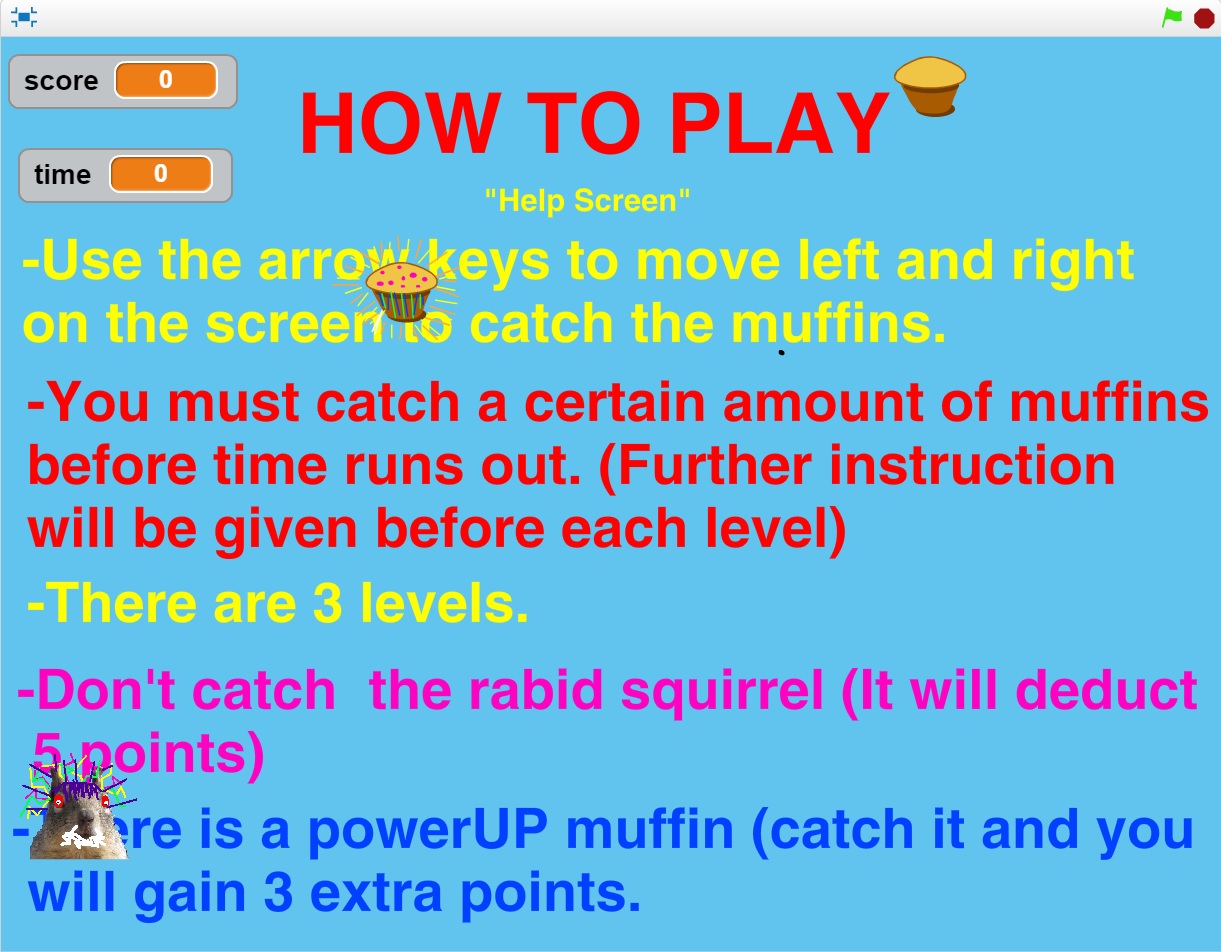 score 0
HOW TO PLAY
time 0
"Help Screen"
-Use the arrow keys to move left and right
on the screen to catch the muffins.
-You must catch a certain amount of muffins
before time runs out. (Further instruction
will be given before each level)
-There are 3 levels.
-Don't catch the rabid squirrel (It will deduct
5 points)
-There is a powerUP muffin (catch it and you
will gain 3 extra points.